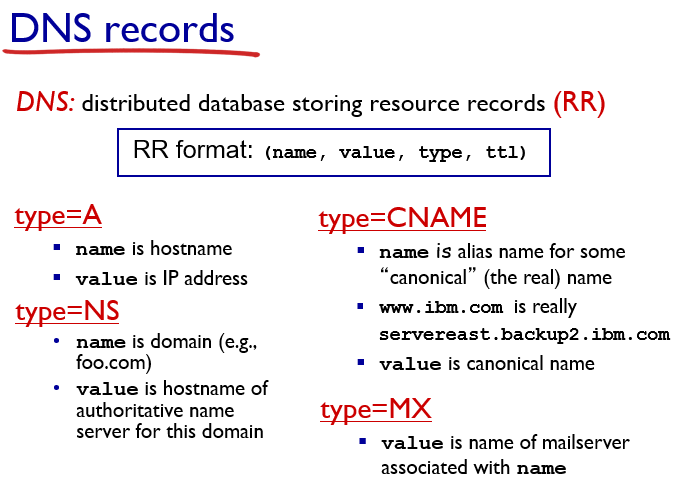 DNS records
DNS: distributed database storing resource records (RR)
RR format: (name, value, type, ttl)
type=A
▪ name is hostname
▪ value is IP address
type=NS
• name is domain (e.g.,
foo.com)
• value is hostname of
authoritative name
server for this domain
type=CNAME
▪ name is alias name for some
“canonical” (the real) name
▪ www.ibm.com is really
servereast.backup2.ibm.com
▪ value is canonical name
type=MX
▪ value is name of mailserver
associated with name